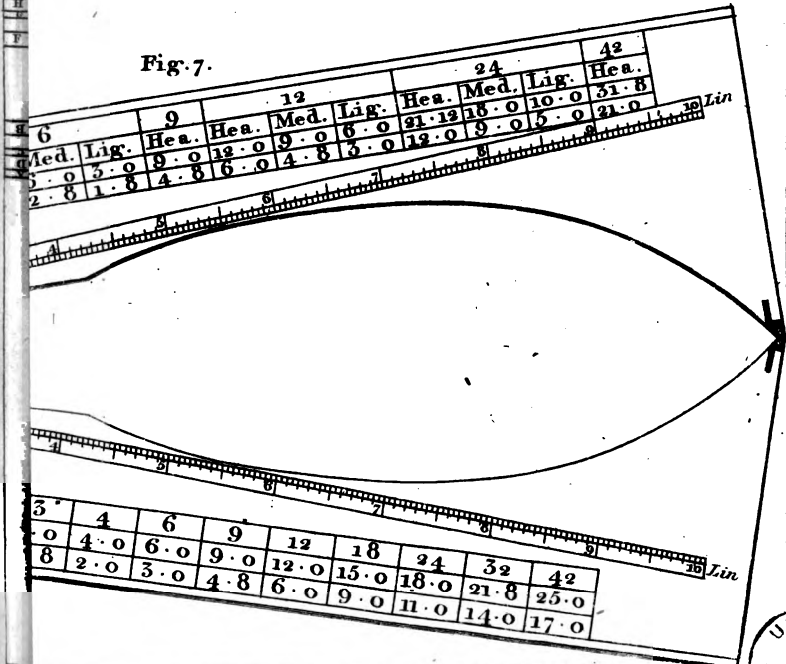 H
F
Fig. 7.
6 9 12 24 42
Med. Lig. Hea. Hea. Med. Lig. Hea. Med. Lig. Hea.
· 0 3·0 9·0 12·0 9·0 6·0 21·12 18·0 10·0 31·8
2·8 1·8 4·8 6·0 4·8 3·0 12·0 9·0 5·0 21·0
4 5 6 7 8 9 10 Lin
4 5 6 7 8 9 10 Lin
3 4 6 9 12 18 24 32 42
·0 4·0 6·0 9·0 12·0 15·0 18·0 21·8 25·0
8 2·0 3·0 4·8 6·0 9·0 11·0 14·0 17·0
U